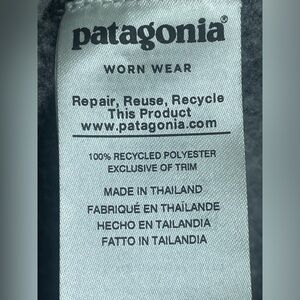 patagonia®
WORN WEAR
Repair, Reuse, Recycle
This Product
www.patagonia.com
100% RECYCLED POLYESTER
EXCLUSIVE OF TRIM
MADE IN THAILAND
FABRIQUÉ EN THAÏLANDE
HECHO EN TAILANDIA
FATTO IN TAILANDIA